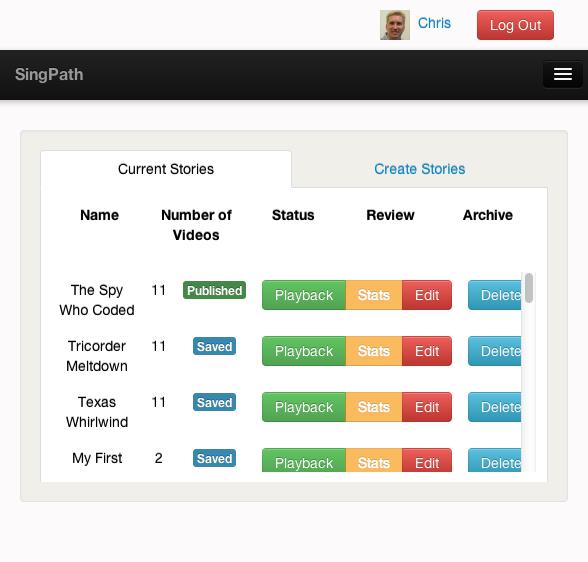 Chris Log Out
SingPath
Current Stories Create Stories
Name Number of Status Review Archive
Videos
The Spy 11 Published Playback Stats Edit Delete
Who Coded
Tricorder 11 Saved Playback Stats Edit Delete
Meltdown
Texas 11 Saved Playback Stats Edit Delete
Whirlwind
My First 2 Saved Playback Stats Edit Delete